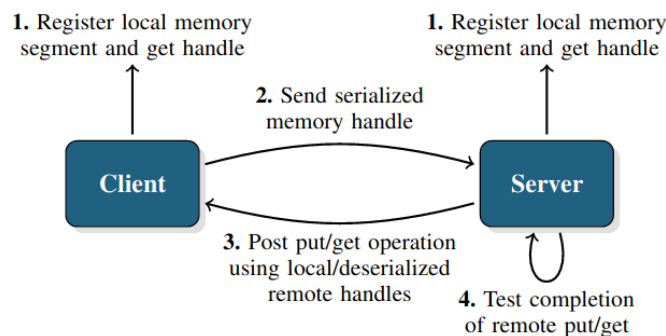 1. Register local memory
segment and get handle
1. Register local memory
segment and get handle
2. Send serialized
memory handle
Client
Server
3. Post put/get operation
using local/deserialized
remote handles
4. Test completion
of remote put/get